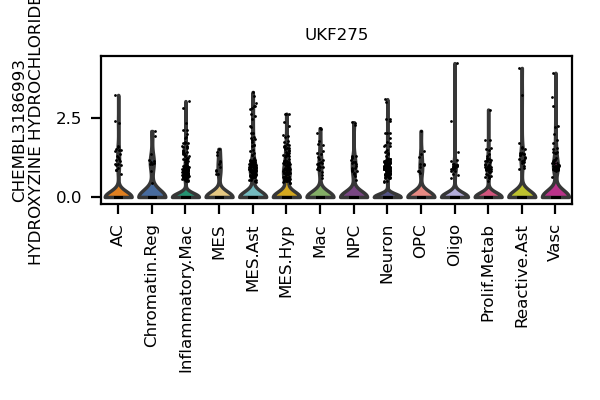 UKF275
CHEMBL3186993
HYDROXYZINE HYDROCHLORIDE
2.5
0.0
AC
Chromatin.Reg
Inflammatory.Mac
MES
MES.Ast
MES.Hyp
Mac
NPC
Neuron
OPC
Oligo
Prolif.Metab
Reactive.Ast
Vasc